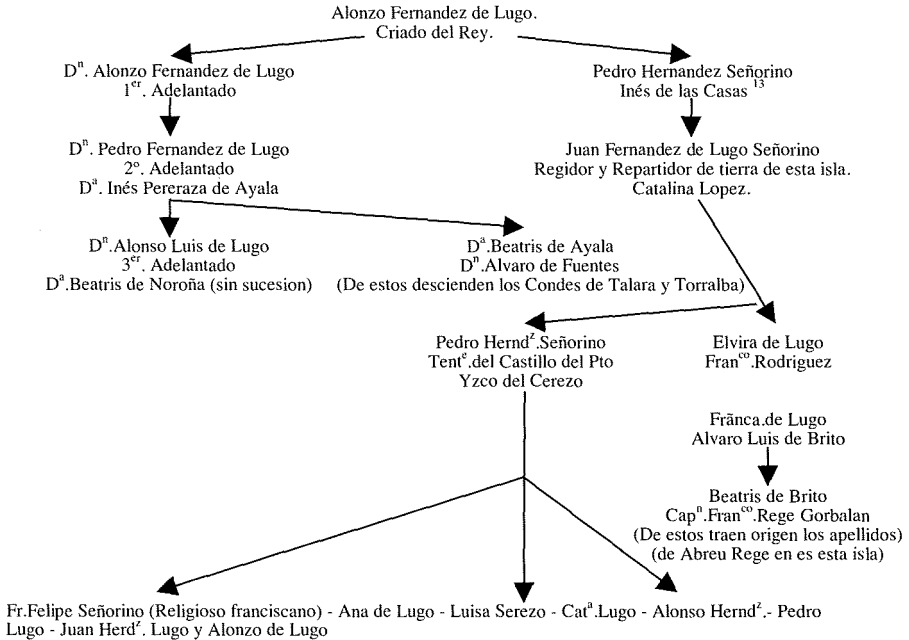 Alonzo Fernandez de Lugo.
Criado del Rey.
Dⁿ. Alonzo Fernandez de Lugo
1ᵉʳ. Adelantado
Pedro Hernandez Señorino
Inés de las Casas ¹³
Dⁿ. Pedro Fernandez de Lugo
2º. Adelantado
Dª. Inés Pereraza de Ayala
Juan Fernandez de Lugo Señorino
Regidor y Repartidor de tierra de esta isla.
Catalina Lopez.
Dⁿ.Alonso Luis de Lugo
3ᵉʳ. Adelantado
Dª.Beatris de Noroña (sin sucesion)
Dª.Beatris de Ayala
Dⁿ.Alvaro de Fuentes
(De estos descienden los Condes de Talara y Torralba)
Pedro Herndᶻ.Señorino
Tentᵉ.del Castillo del Pto
Yzco del Cerezo
Elvira de Lugo
Franᶜᵒ.Rodriguez
Frãnca.de Lugo
Alvaro Luis de Brito
Beatris de Brito
Capⁿ.Franᶜᵒ.Rege Gorbalan
(De estos traen origen los apellidos)
(de Abreu Rege en es esta isla)
Fr.Felipe Señorino (Religioso franciscano) - Ana de Lugo - Luisa Serezo - Catª.Lugo - Alonso Herndᶻ.- Pedro
Lugo - Juan Herdᶻ. Lugo y Alonzo de Lugo